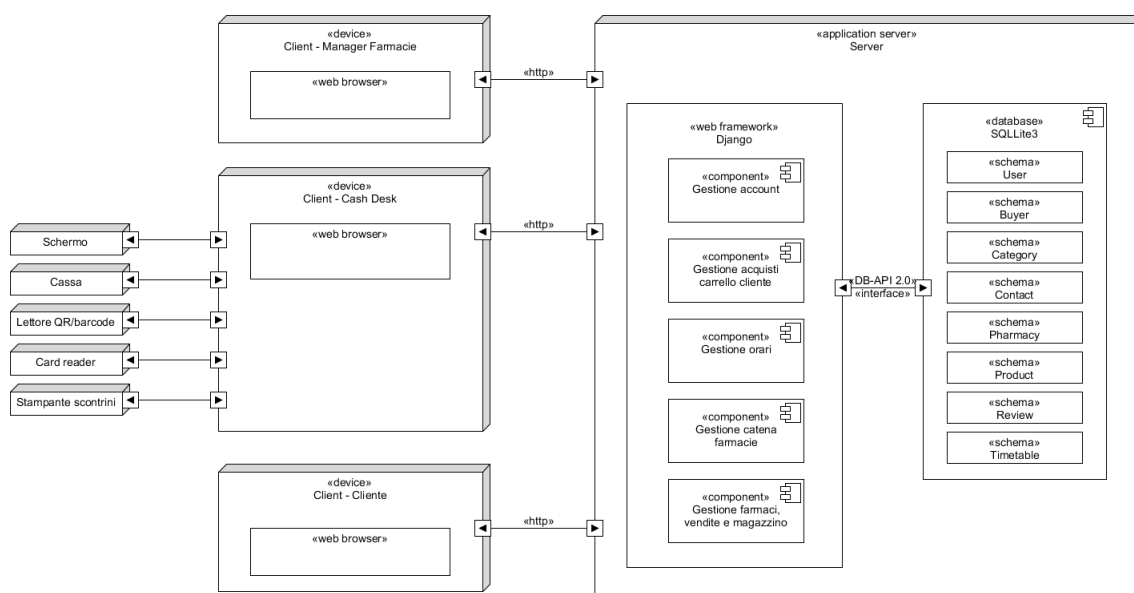 «device»
Client - Manager Farmacie
«web browser»
«http»
«application server»
Server
«device»
Client - Cash Desk
«web browser»
«http»
Schermo
Cassa
Lettore QR/barcode
Card reader
Stampante scontrini
«device»
Client - Cliente
«web browser»
«http»
«web framework»
Django
«component»
Gestione account
«component»
Gestione acquisti
carrello cliente
«component»
Gestione orari
«component»
Gestione catena
farmacie
«component»
Gestione farmaci,
vendite e magazzino
«DB-API 2.0»
«interface»
«database»
SQLLite3
«schema»
User
«schema»
Buyer
«schema»
Category
«schema»
Contact
«schema»
Pharmacy
«schema»
Product
«schema»
Review
«schema»
Timetable